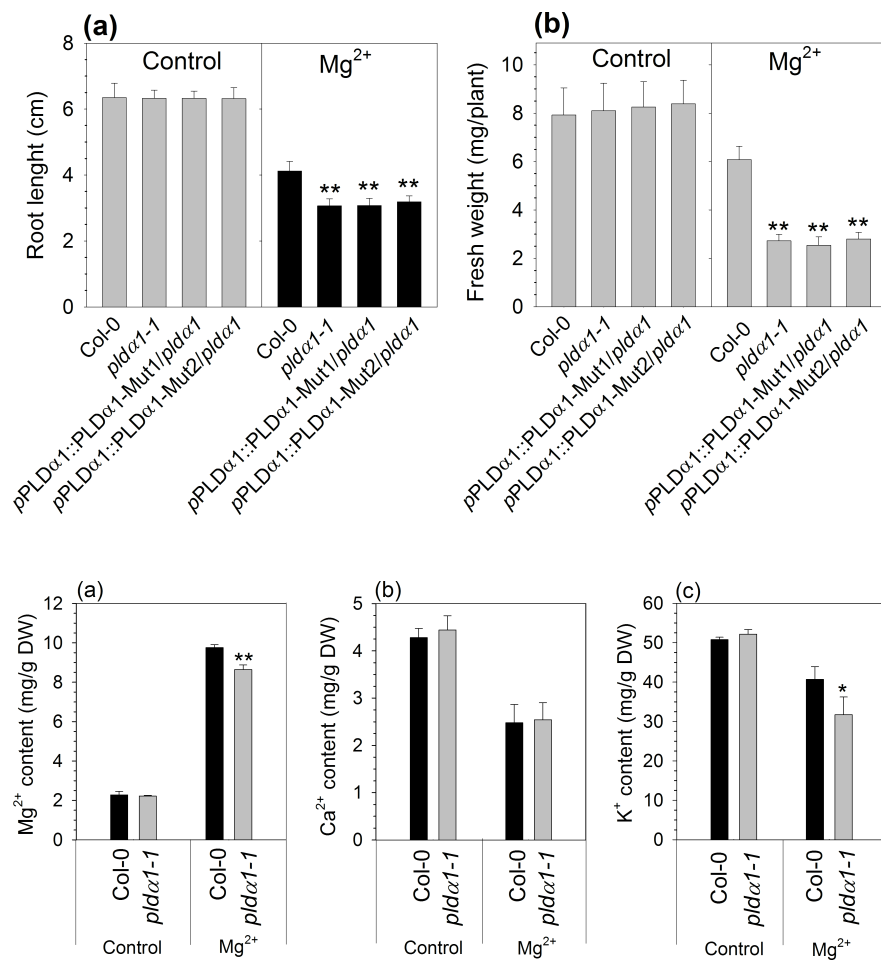 (a)
Control
Mg2+
Root lenght (cm)
8
6
4
2
0
**
**
**
Col-0
pldα1-1
pPLDα1::PLDα1-Mut1/pldα1
pPLDα1::PLDα1-Mut2/pldα1
Col-0
pldα1-1
pPLDα1::PLDα1-Mut1/pldα1
pPLDα1::PLDα1-Mut2/pldα1
(b)
Control
Mg2+
Fresh weight (mg/plant)
10
8
6
4
2
0
**
**
**
Col-0
pldα1-1
pPLDα1::PLDα1-Mut1/pldα1
pPLDα1::PLDα1-Mut2/pldα1
Col-0
pldα1-1
pPLDα1::PLDα1-Mut1/pldα1
pPLDα1::PLDα1-Mut2/pldα1
(a)
Mg2+ content (mg/g DW)
12
10
8
6
4
2
0
**
Col-0
pldα1-1
Col-0
pldα1-1
Control
Mg2+
(b)
Ca2+ content (mg/g DW)
5
4
3
2
1
0
Col-0
pldα1-1
Col-0
pldα1-1
Control
Mg2+
(c)
K+ content (mg/g DW)
60
50
40
30
20
10
0
*
Col-0
pldα1-1
Col-0
pldα1-1
Control
Mg2+